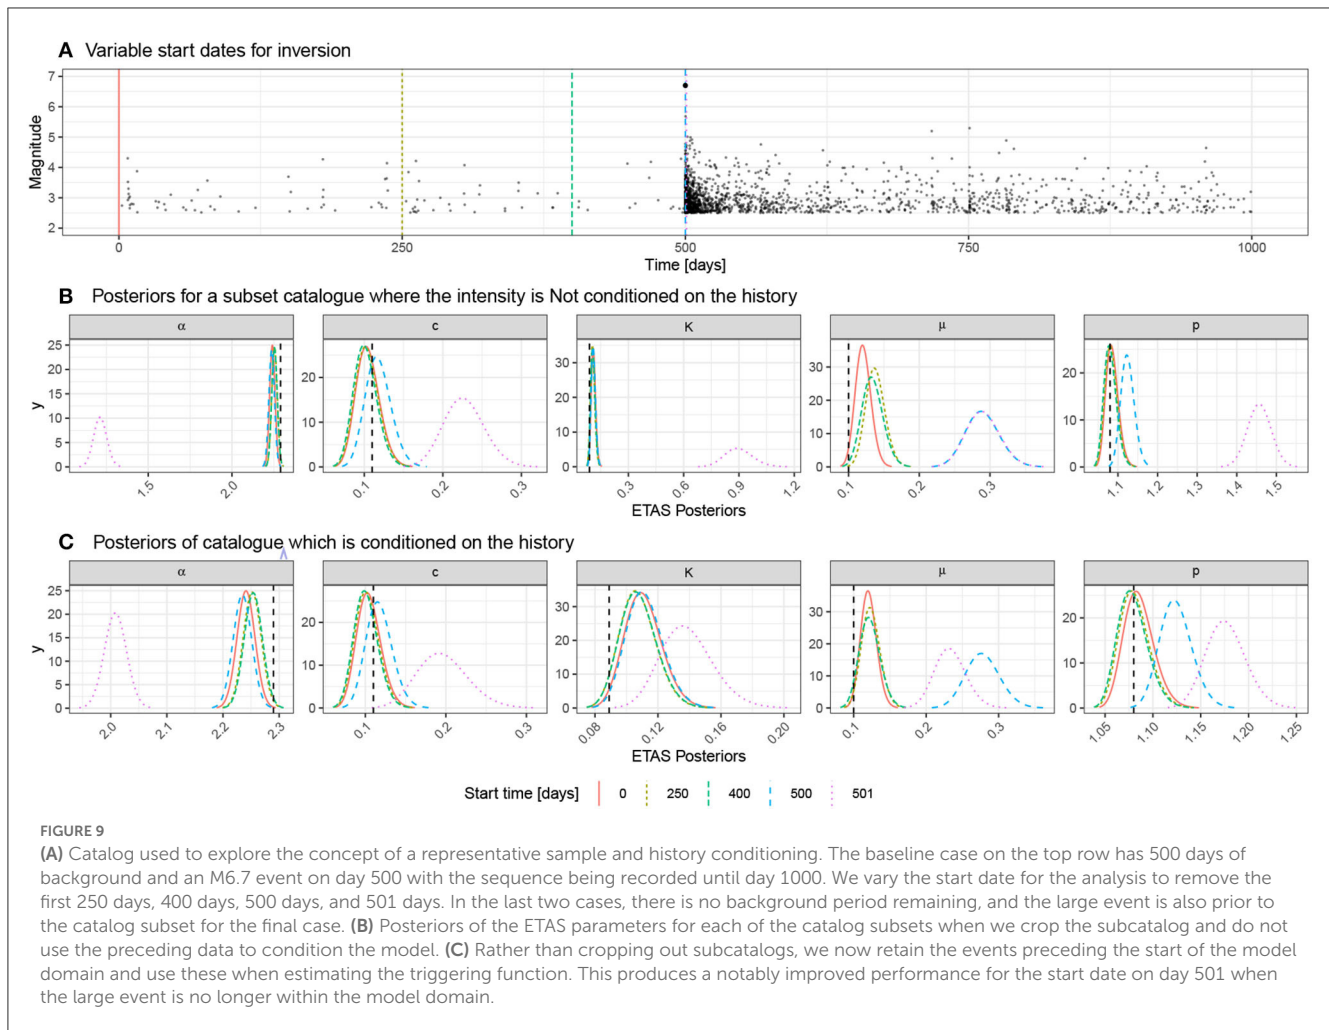 A Variable start dates for inversion
Magnitude
7
6
5
4
3
2
0 250 500 750 1000
Time [days]
B Posteriors for a subset catalogue where the intensity is Not conditioned on the history
α c K μ p
y
25
20
15
10
5
0
1.5 2.0
20
10
0
0.1 0.2 0.3
30
20
10
0
0.3 0.6 0.9 1.2
30
20
10
0
0.1 0.2 0.3
20
10
0
1.1 1.2 1.3 1.4 1.5
ETAS Posteriors
C Posteriors of catalogue which is conditioned on the history
α c K μ p
y
25
20
15
10
5
0
2.0 2.1 2.2 2.3
20
10
0
0.1 0.2 0.3
30
20
10
0
0.08 0.12 0.16 0.20
30
20
10
0
0.1 0.2 0.3
20
10
0
1.05 1.10 1.15 1.20 1.25
ETAS Posteriors
Start time [days] 0 250 400 500 501
FIGURE 9
(A) Catalog used to explore the concept of a representative sample and history conditioning. The baseline case on the top row has 500 days of
background and an M6.7 event on day 500 with the sequence being recorded until day 1000. We vary the start date for the analysis to remove the
first 250 days, 400 days, 500 days, and 501 days. In the last two cases, there is no background period remaining, and the large event is also prior to
the catalog subset for the final case. (B) Posteriors of the ETAS parameters for each of the catalog subsets when we crop the subcatalog and do not
use the preceding data to condition the model. (C) Rather than cropping out subcatalogs, we now retain the events preceding the start of the model
domain and use these when estimating the triggering function. This produces a notably improved performance for the start date on day 501 when
the large event is no longer within the model domain.